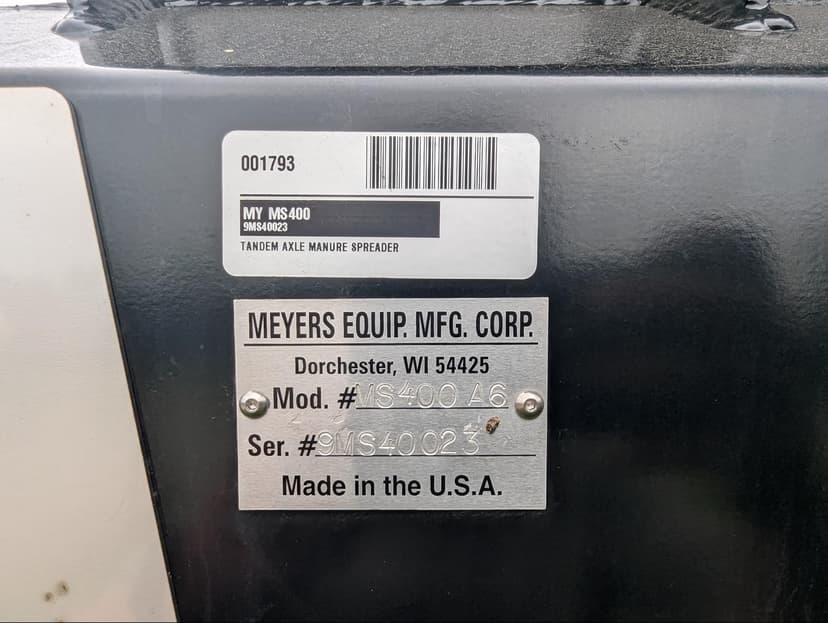 001793
MY MS400
9MS40023
TANDEM AXLE MANURE SPREADER
MEYERS EQUIP. MFG. CORP.
Dorchester, WI 54425
Mod. # MS400 A6
Ser. # 9MS40023
Made in the U.S.A.